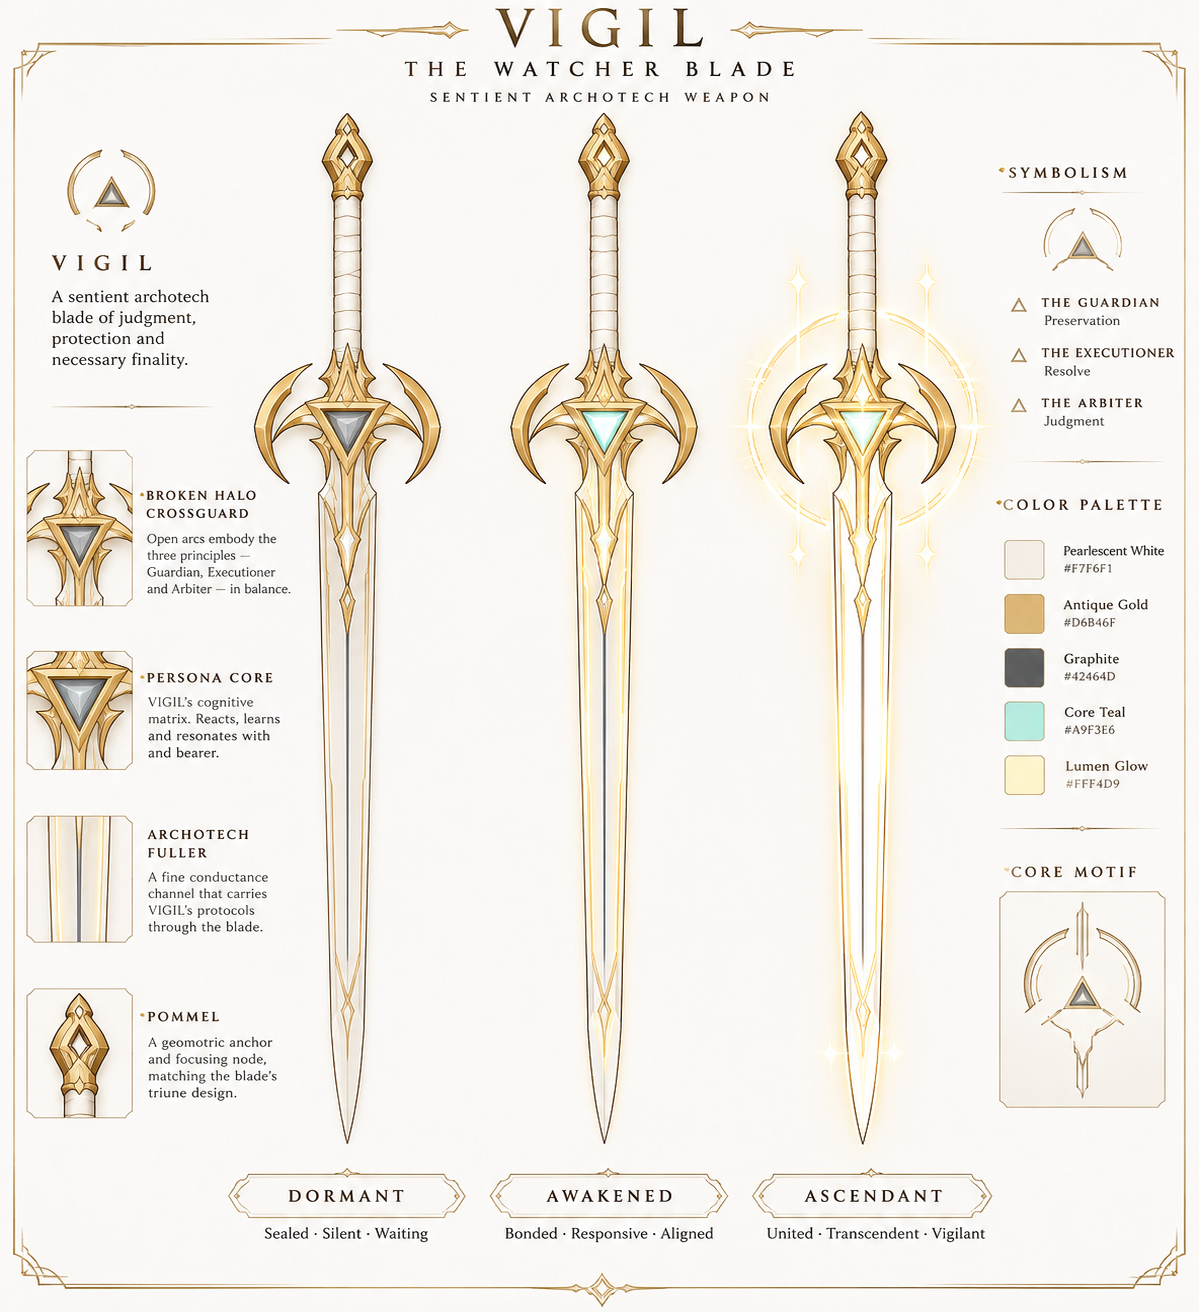 VIGIL
THE WATCHER BLADE
SENTIENT ARCHOTECH WEAPON
VIGIL
A sentient archotech
blade of judgment,
protection and
necessary finality.
BROKEN HALO
CROSSGUARD
Open arcs embody the
three principles —
Guardian, Executioner
and Arbiter — in balance.
PERSONA CORE
VIGIL's cognitive
matrix. Reacts, learns
and resonates with
and bearer.
ARCHOTECH
FULLER
A fine conductance
channel that carries
VIGIL's protocols
through the blade.
POMMEL
A geomotric anchor
and focusing node,
matching the blade's
triune design.
DORMANT
Sealed · Silent · Waiting
AWAKENED
Bonded · Responsive · Aligned
ASCENDANT
United · Transcendent · Vigilant
SYMBOLISM
THE GUARDIAN
Preservation
THE EXECUTIONER
Resolve
THE ARBITER
Judgment
COLOR PALETTE
Pearlescent White
#F7F6F1
Antique Gold
#D6B46F
Graphite
#42464D
Core Teal
#A9F3E6
Lumen Glow
#FFF4D9
CORE MOTIF